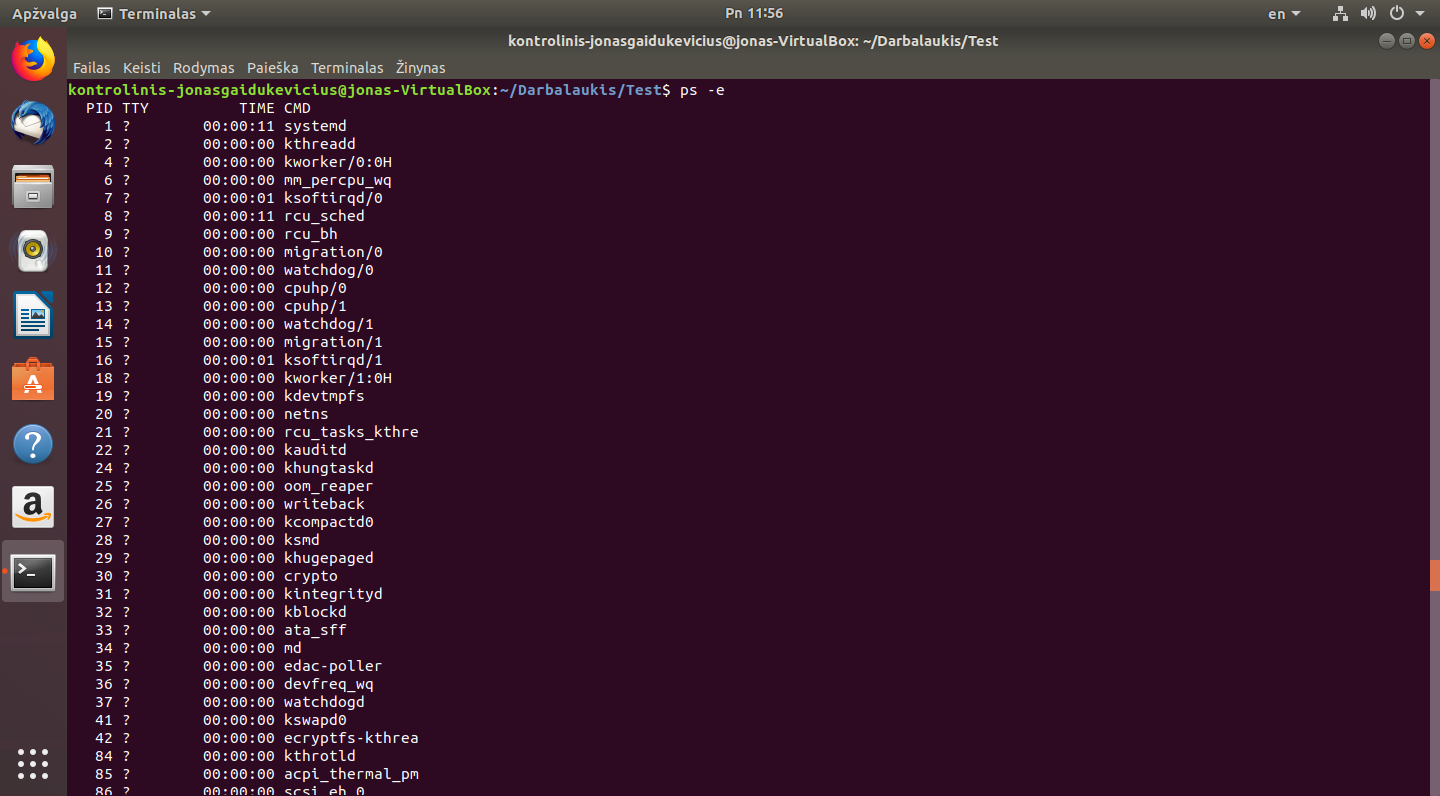 Apžvalga Terminalas Pn 11:56 en
kontrolinis-jonasgaidukevicius@jonas-VirtualBox: ~/Darbalaukis/Test
Failas Keisti Rodymas Paieška Terminalas Žinynas
kontrolinis-jonasgaidukevicius@jonas-VirtualBox:~/Darbalaukis/Test$ ps -e
PID TTY TIME CMD
1 ? 00:00:11 systemd
2 ? 00:00:00 kthreadd
4 ? 00:00:00 kworker/0:0H
6 ? 00:00:00 mm_percpu_wq
7 ? 00:00:01 ksoftirqd/0
8 ? 00:00:11 rcu_sched
9 ? 00:00:00 rcu_bh
10 ? 00:00:00 migration/0
11 ? 00:00:00 watchdog/0
12 ? 00:00:00 cpuhp/0
13 ? 00:00:00 cpuhp/1
14 ? 00:00:00 watchdog/1
15 ? 00:00:00 migration/1
16 ? 00:00:01 ksoftirqd/1
18 ? 00:00:00 kworker/1:0H
19 ? 00:00:00 kdevtmpfs
20 ? 00:00:00 netns
21 ? 00:00:00 rcu_tasks_kthre
22 ? 00:00:00 kauditd
24 ? 00:00:00 khungtaskd
25 ? 00:00:00 oom_reaper
26 ? 00:00:00 writeback
27 ? 00:00:00 kcompactd0
28 ? 00:00:00 ksmd
29 ? 00:00:00 khugepaged
30 ? 00:00:00 crypto
31 ? 00:00:00 kintegrityd
32 ? 00:00:00 kblockd
33 ? 00:00:00 ata_sff
34 ? 00:00:00 md
35 ? 00:00:00 edac-poller
36 ? 00:00:00 devfreq_wq
37 ? 00:00:00 watchdogd
41 ? 00:00:00 kswapd0
42 ? 00:00:00 ecryptfs-kthrea
84 ? 00:00:00 kthrotld
85 ? 00:00:00 acpi_thermal_pm
86 ? 00:00:00 scsi_eh_0